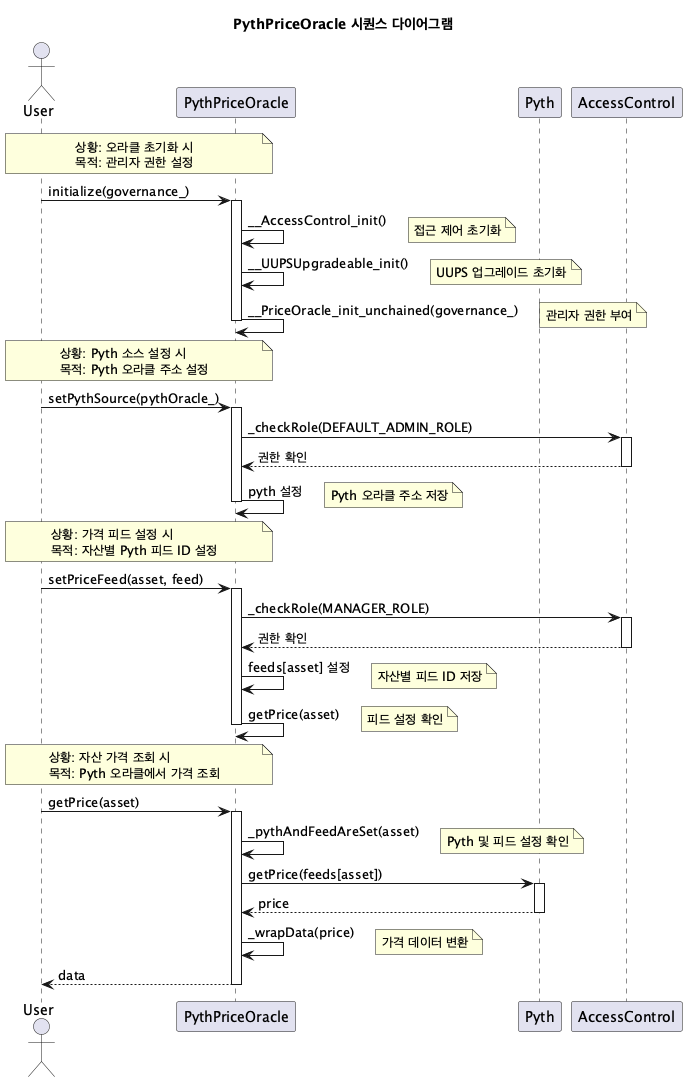 PythPriceOracle 시퀀스 다이어그램
User
PythPriceOracle
Pyth
AccessControl
상황: 오라클 초기화 시
목적: 관리자 권한 설정
initialize(governance_)
__AccessControl_init()
접근 제어 초기화
__UUPSUpgradeable_init()
UUPS 업그레이드 초기화
__PriceOracle_init_unchained(governance_)
관리자 권한 부여
상황: Pyth 소스 설정 시
목적: Pyth 오라클 주소 설정
setPythSource(pythOracle_)
_checkRole(DEFAULT_ADMIN_ROLE)
권한 확인
pyth 설정
Pyth 오라클 주소 저장
상황: 가격 피드 설정 시
목적: 자산별 Pyth 피드 ID 설정
setPriceFeed(asset, feed)
_checkRole(MANAGER_ROLE)
권한 확인
feeds[asset] 설정
자산별 피드 ID 저장
getPrice(asset)
피드 설정 확인
상황: 자산 가격 조회 시
목적: Pyth 오라클에서 가격 조회
getPrice(asset)
_pythAndFeedAreSet(asset)
Pyth 및 피드 설정 확인
getPrice(feeds[asset])
price
_wrapData(price)
가격 데이터 변환
data
User
PythPriceOracle
Pyth
AccessControl